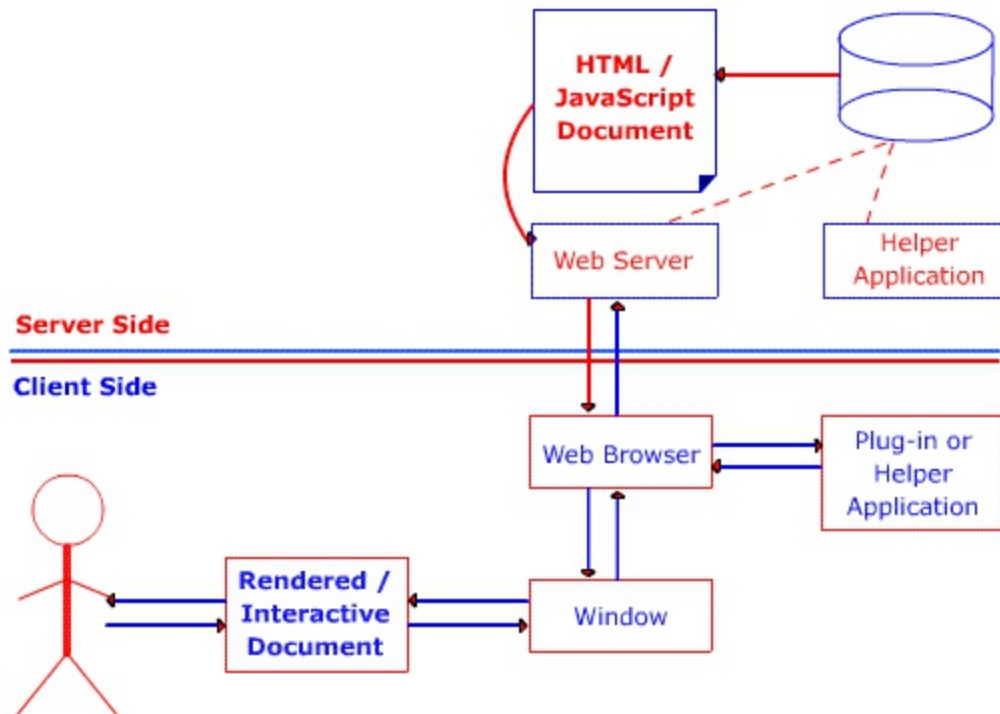 HTML /
JavaScript
Document
Web Server
Helper
Application
Server Side
Client Side
Web Browser
Plug-in or
Helper
Application
Rendered /
Interactive
Document
Window